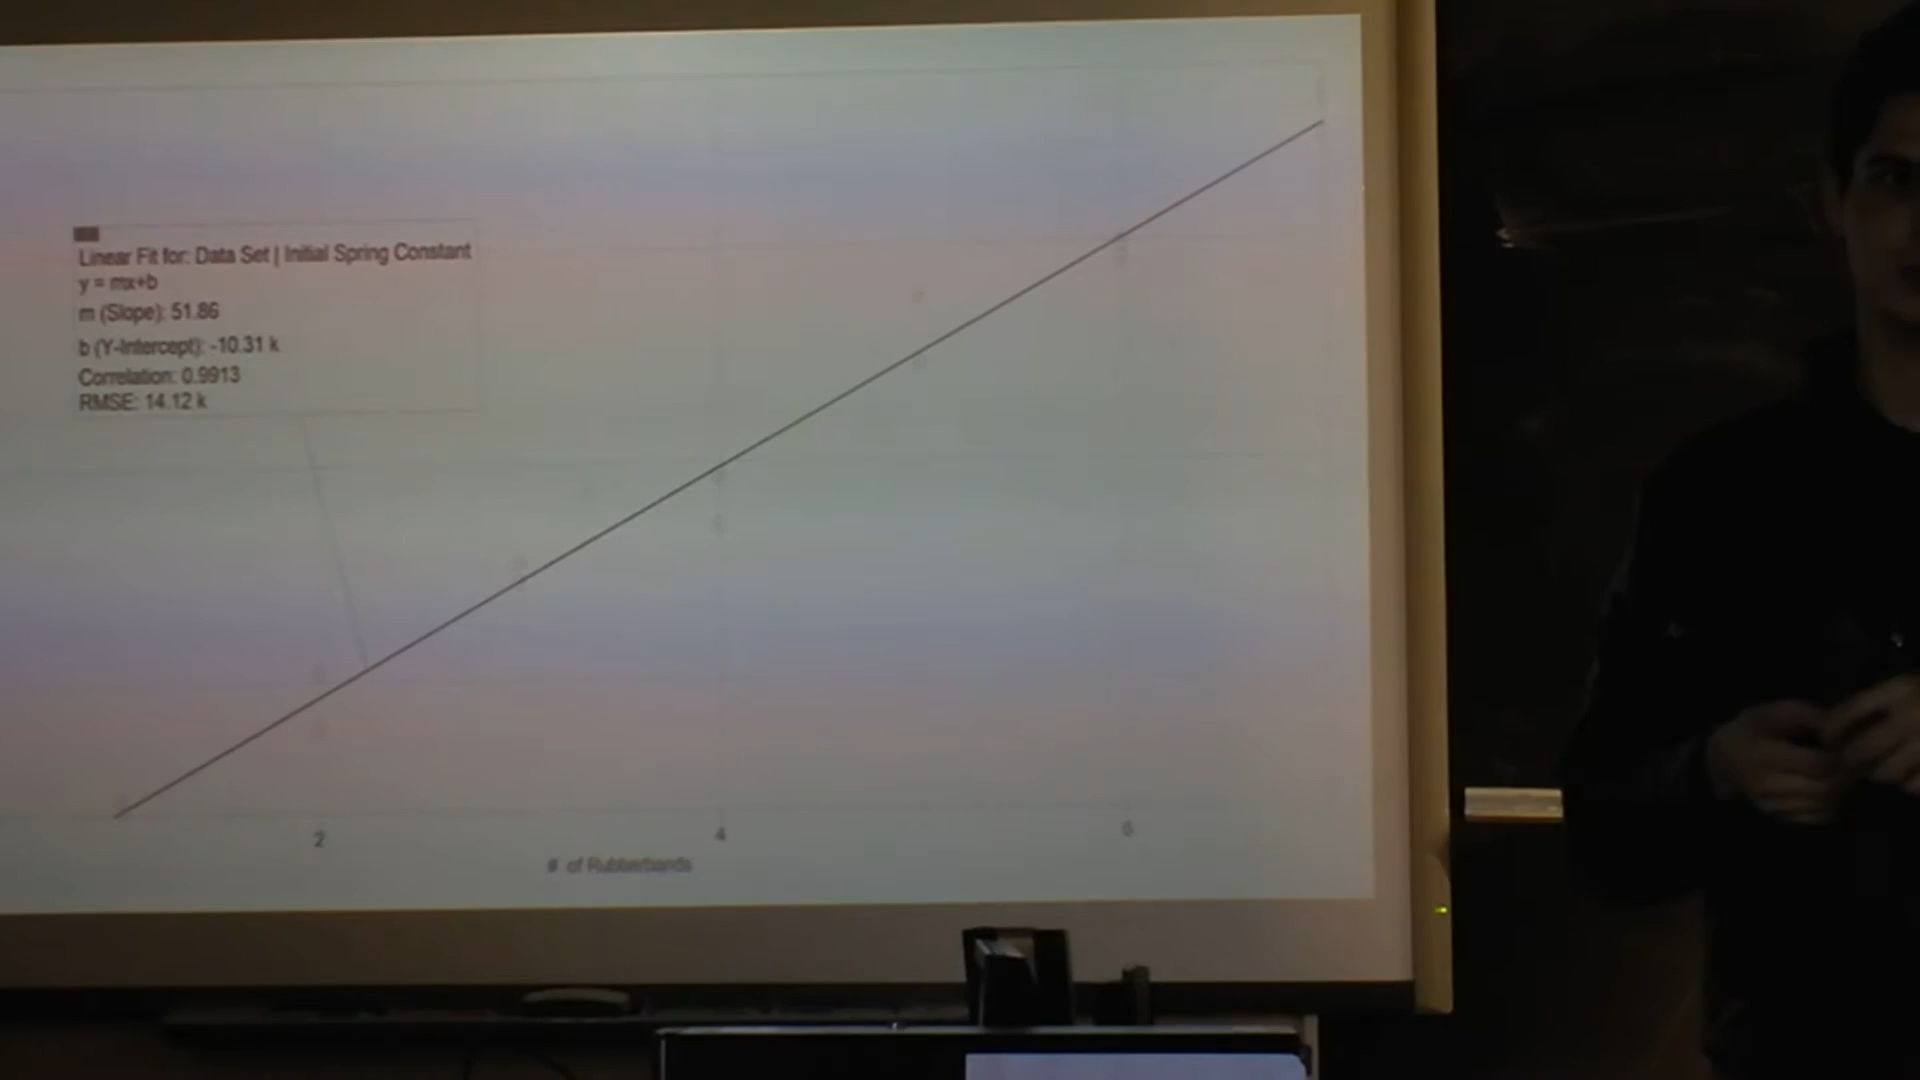 Linear Fit for: Data Set | Initial Spring Constant
y = mx+b
m (Slope): 51.86
b (Y-Intercept): -10.31 k
Correlation: 0.9913
RMSE: 14.12 k
2
4
6
# of Rubberbands